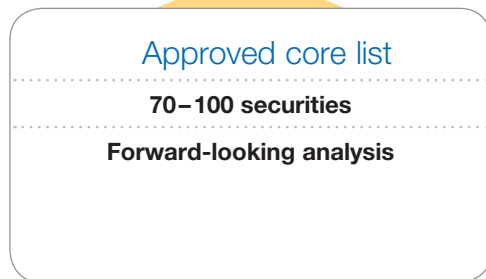 Approved core list
70–100 securities
Forward-looking analysis